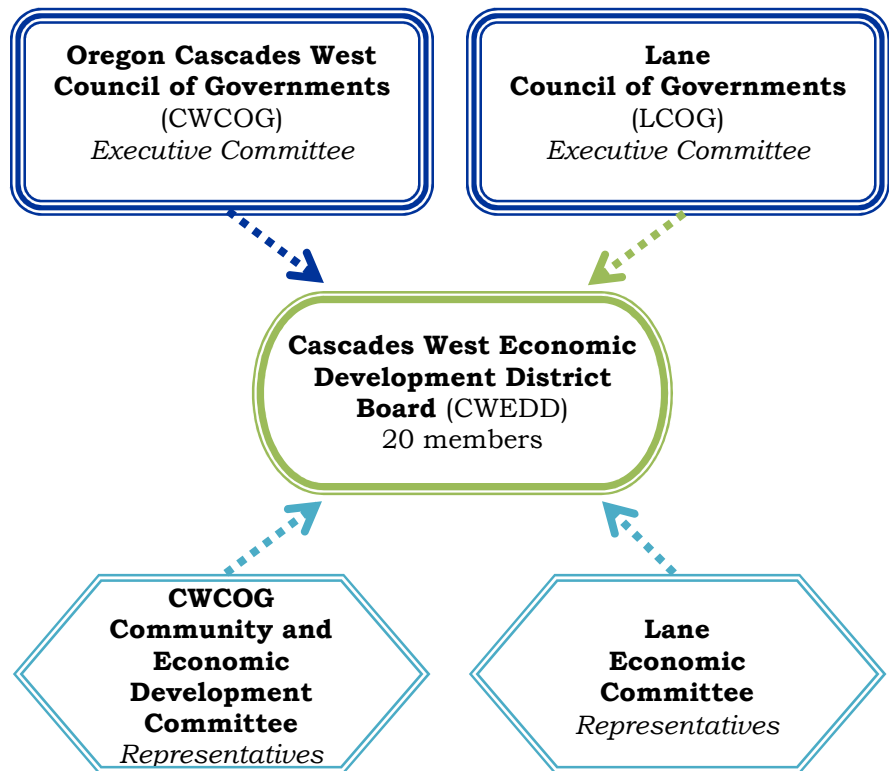 Oregon Cascades West
Council of Governments
(CWCOG)
Executive Committee
Lane
Council of Governments
(LCOG)
Executive Committee
Cascades West Economic
Development District
Board (CWEDD)
20 members
CWCOG
Community and
Economic
Development
Committee
Representatives
Lane
Economic
Committee
Representatives